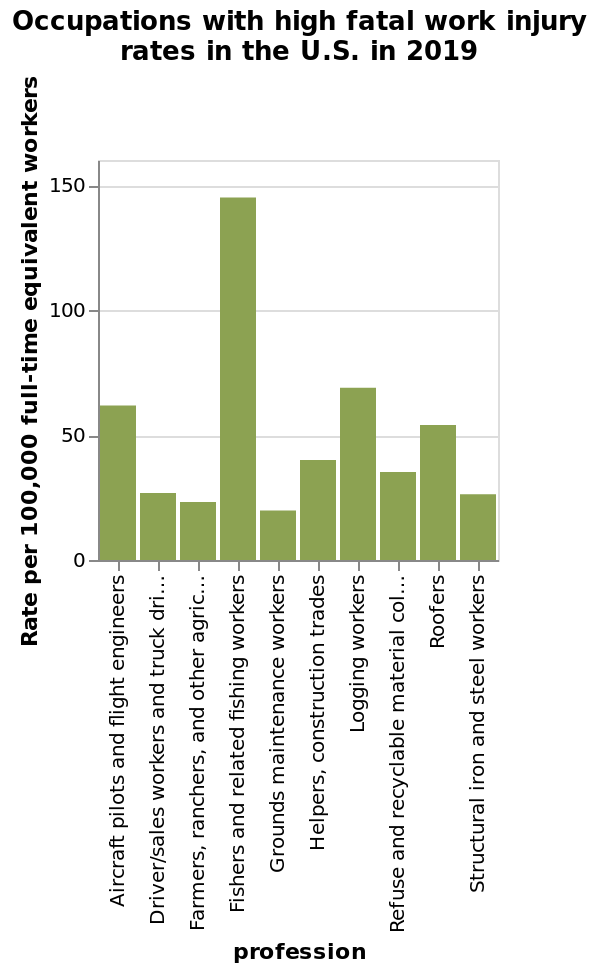 Occupations with high fatal work injury
rates in the U.S. in 2019
Rate per 100,000 full-time equivalent workers
150
100
50
0
Aircraft pilots and flight engineers
Driver/sales workers and truck dri...
Farmers, ranchers, and other agric...
Fishers and related fishing workers
Grounds maintenance workers
Helpers, construction trades
Logging workers
Refuse and recyclable material col...
Roofers
Structural iron and steel workers
profession